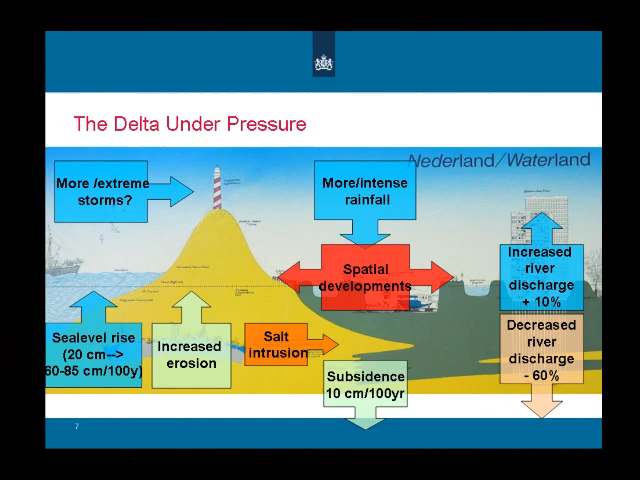 The Delta Under Pressure
Nederland/Waterland
More /extreme
storms?
More/intense
rainfall
Spatial
developments
Increased
river
discharge
+ 10%
Sealevel rise
(20 cm-->
60-85 cm/100y)
Increased
erosion
Salt
intrusion
Decreased
river
discharge
- 60%
Subsidence
10 cm/100yr
7